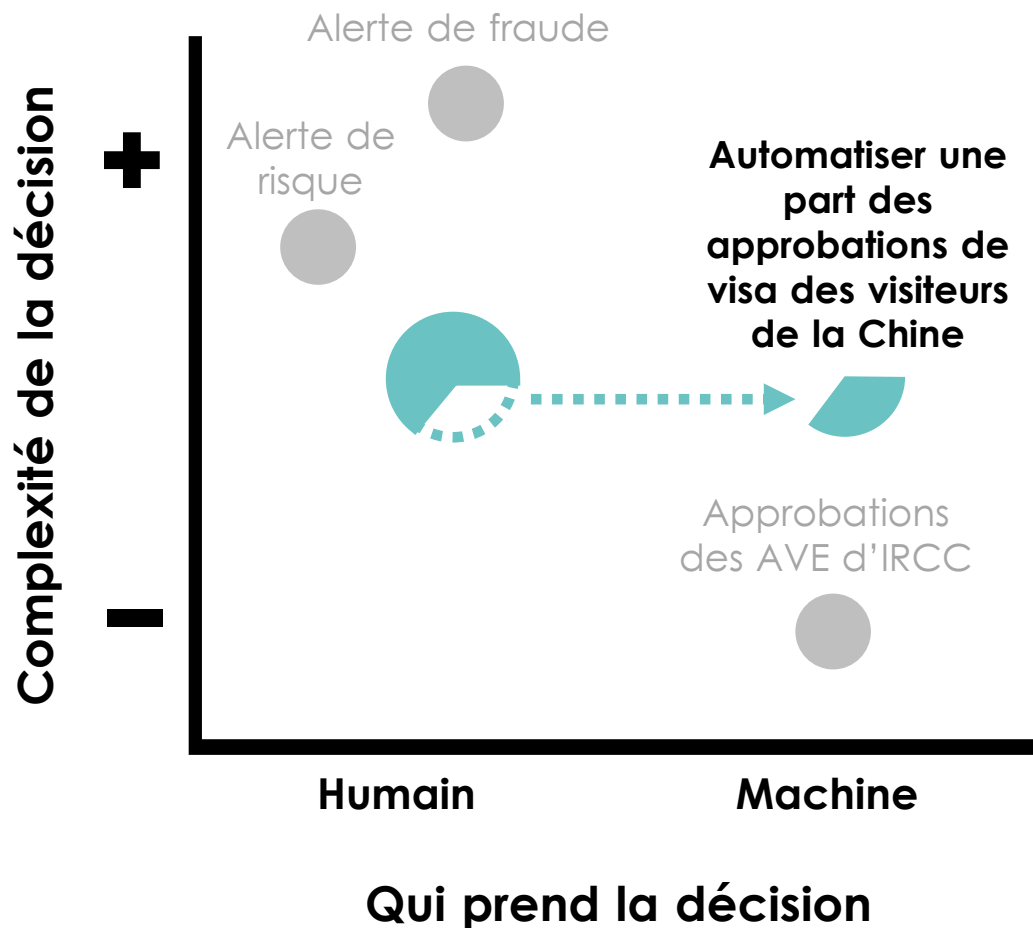 Alerte de fraude
Alerte de
risque
Automatiser une
part des
approbations de
visa des visiteurs
de la Chine
Approbations
des AVE d’IRCC
Complexité de la décision
+
−
Humain
Machine
Qui prend la décision